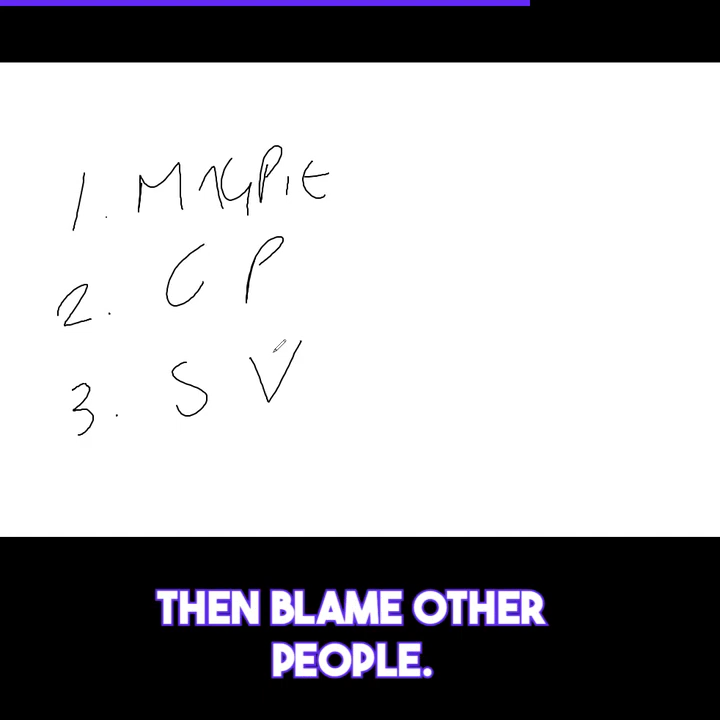 1. MAGPIE
2. C P
3. S V
THEN BLAME OTHER
PEOPLE.